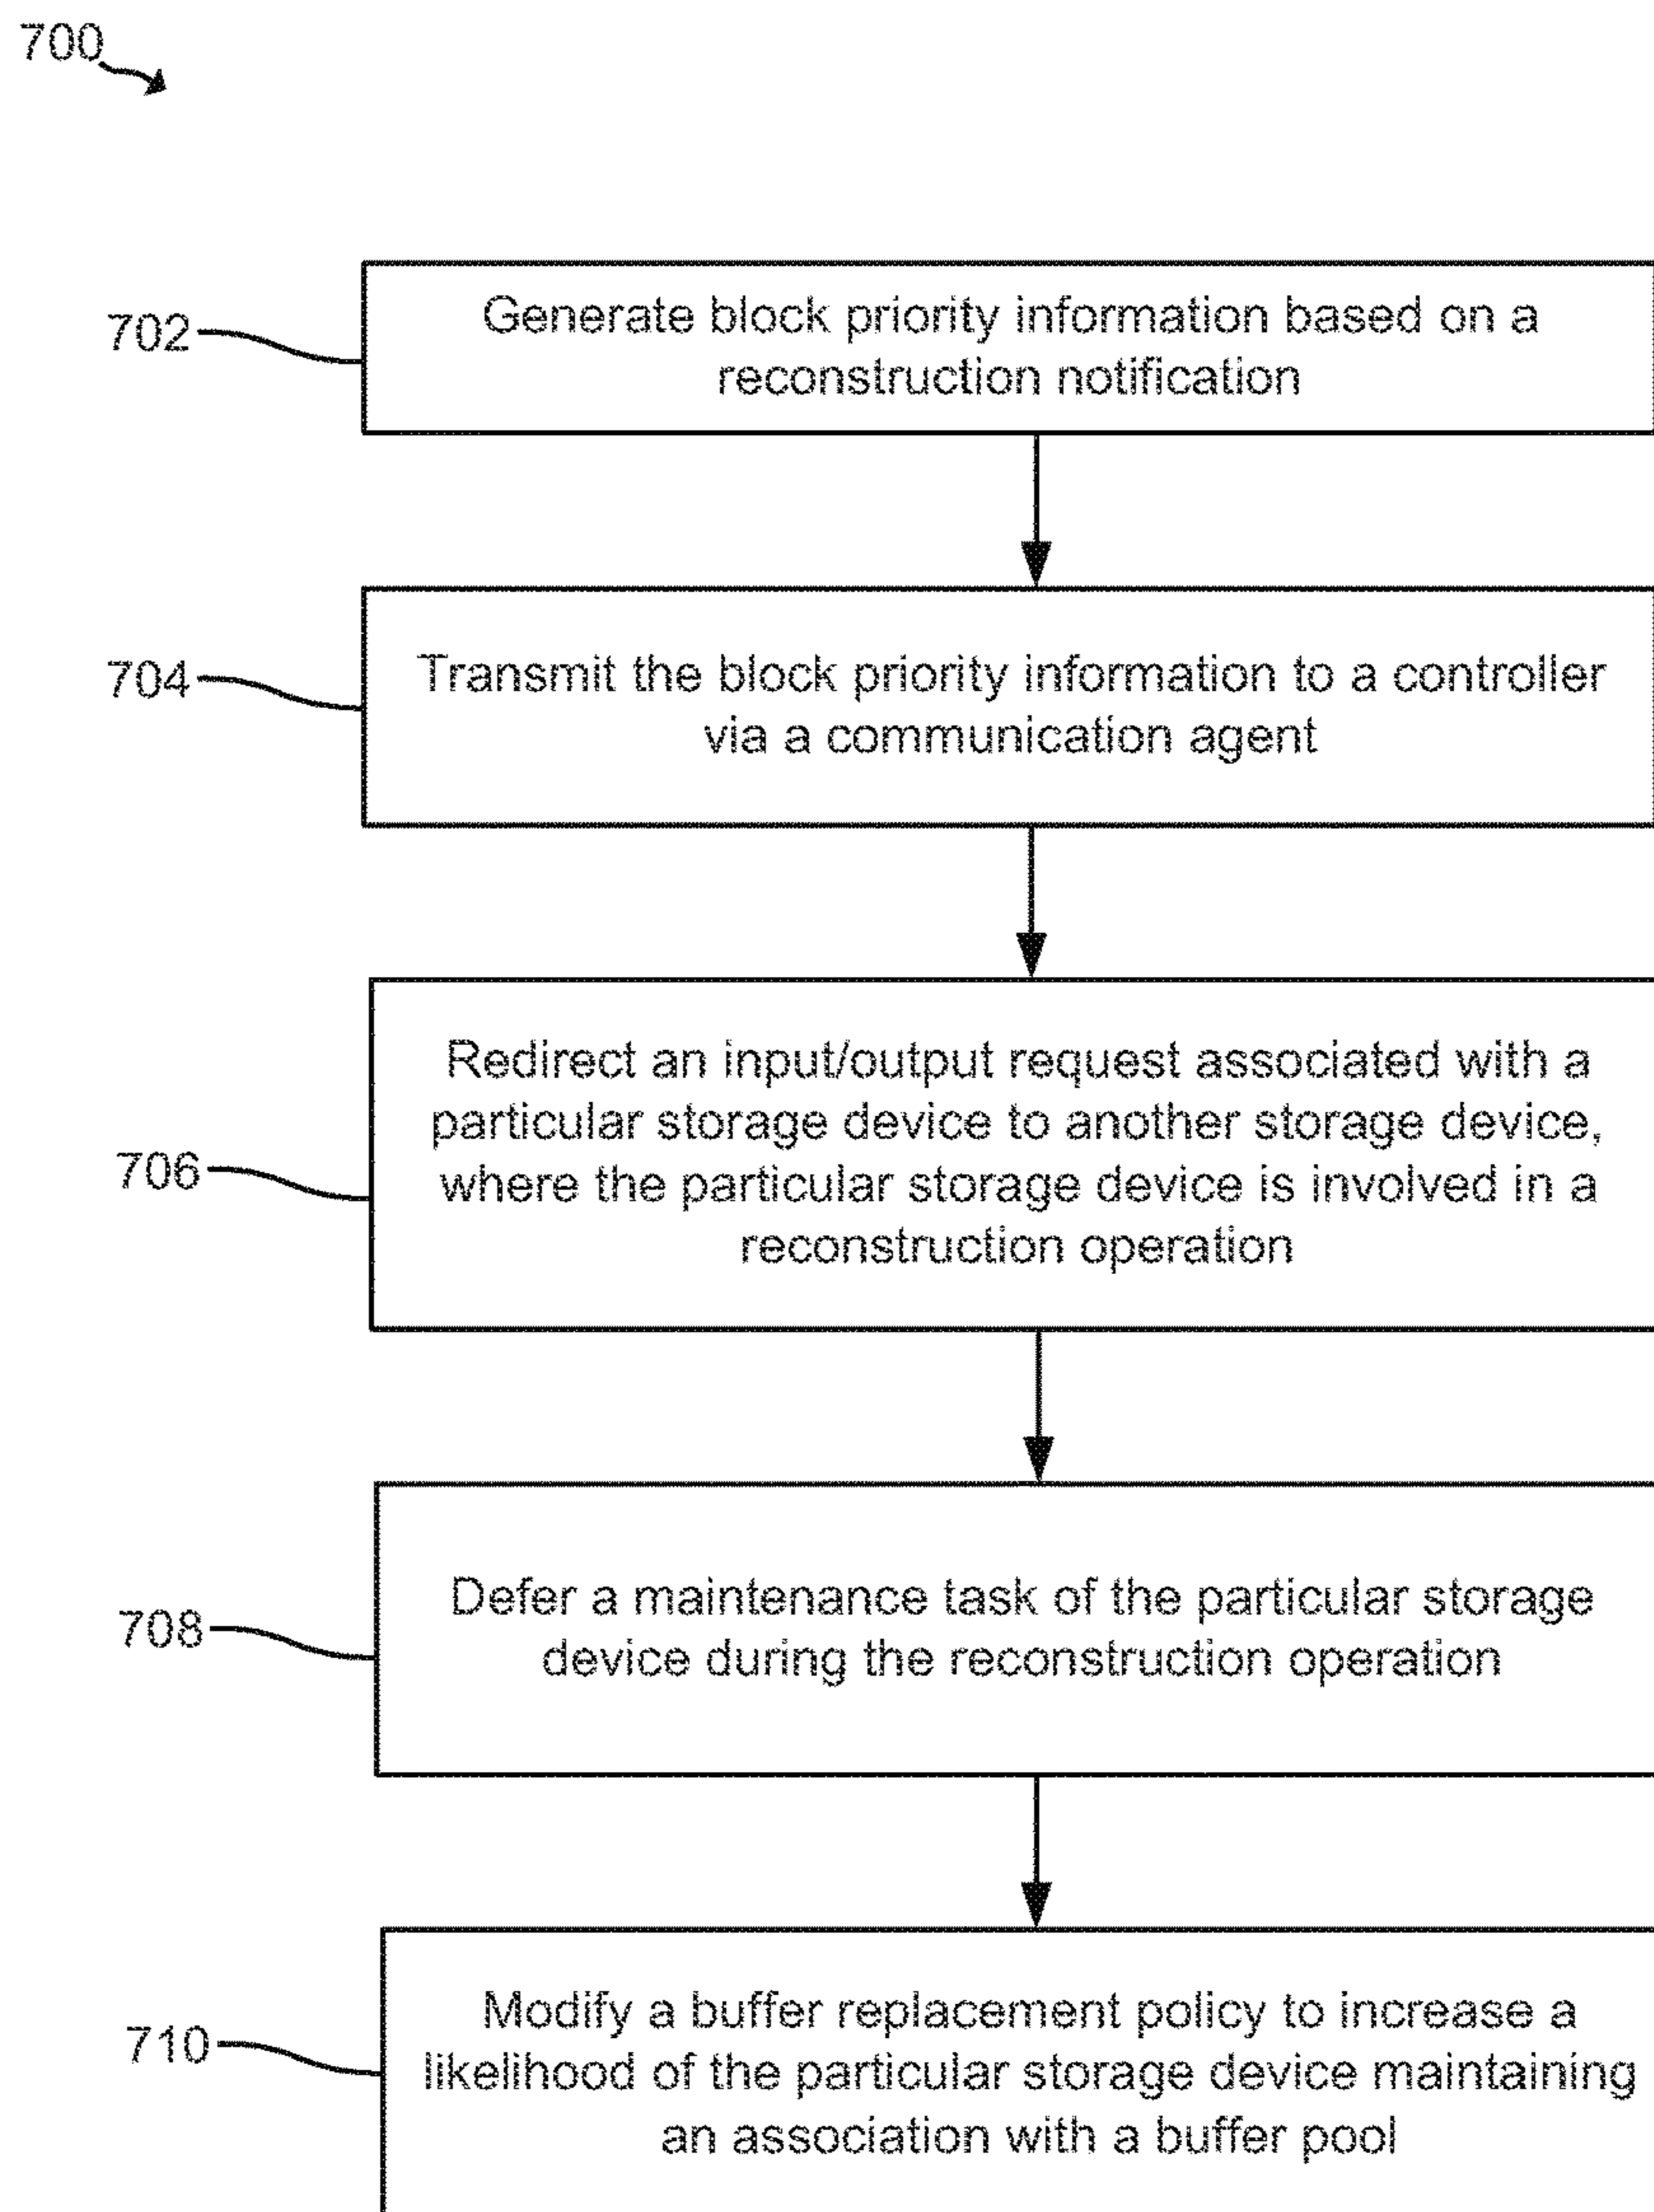 700
702
Generate block priority information based on a
reconstruction notification
704
Transmit the block priority information to a controller
via a communication agent
706
Redirect an input/output request associated with a
particular storage device to another storage device,
where the particular storage device is involved in a
reconstruction operation
708
Defer a maintenance task of the particular storage
device during the reconstruction operation
710
Modify a buffer replacement policy to increase a
likelihood of the particular storage device maintaining
an association with a buffer pool